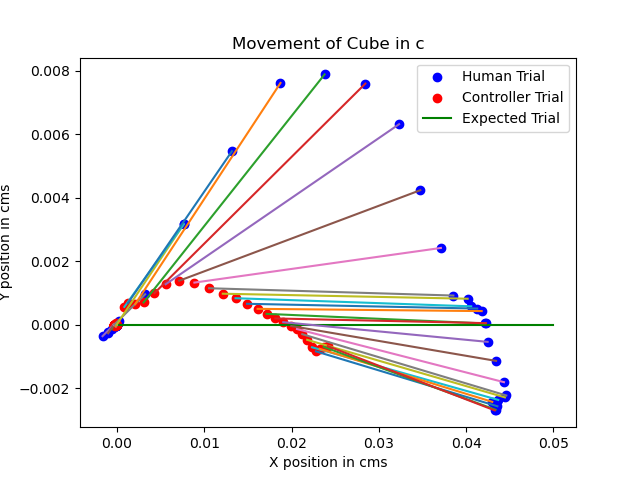 Movement of Cube in c
Human Trial
Controller Trial
Expected Trial
Y position in cms
0.008
0.006
0.004
0.002
0.000
−0.002
0.00 0.01 0.02 0.03 0.04 0.05
X position in cms